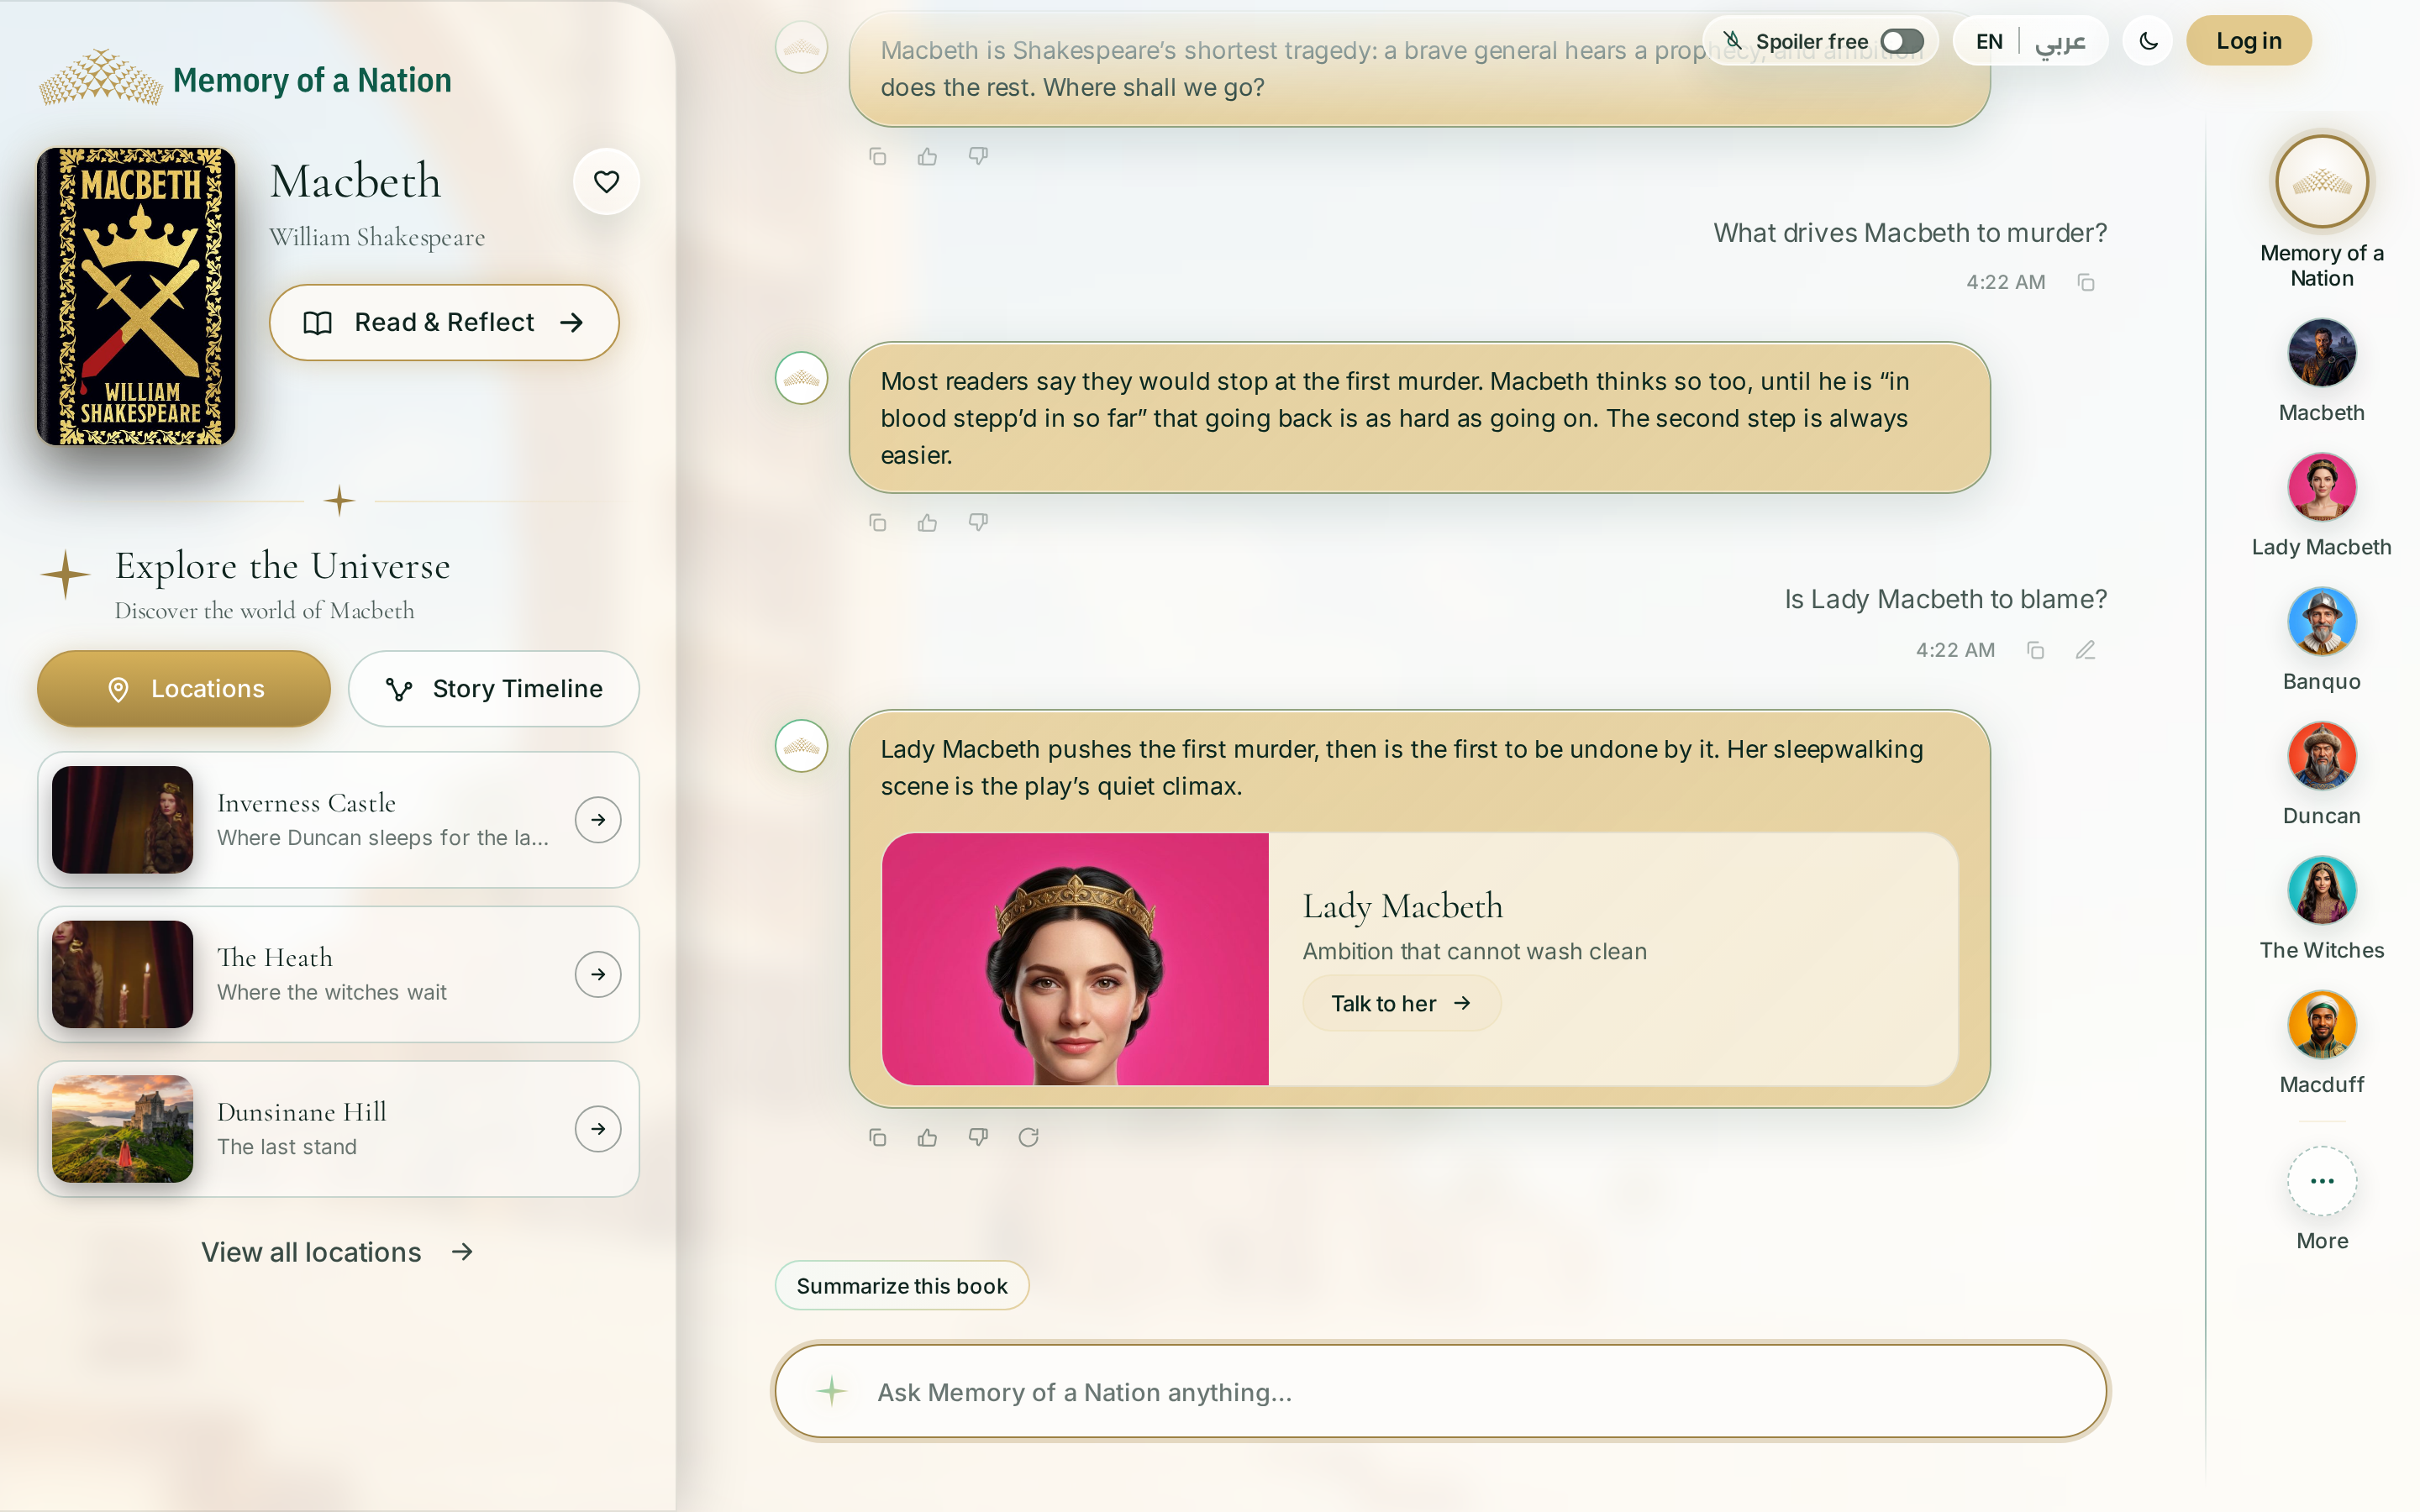 Memory of a Nation
MACBETH
WILLIAM
SHAKESPEARE
Macbeth
William Shakespeare
Read & Reflect
Explore the Universe
Discover the world of Macbeth
Locations
Story Timeline
Inverness Castle
Where Duncan sleeps for the la...
The Heath
Where the witches wait
Dunsinane Hill
The last stand
View all locations
Macbeth is Shakespeare’s shortest tragedy: a brave general hears a prophecy, and ambition
does the rest. Where shall we go?
What drives Macbeth to murder?
4:22 AM
Most readers say they would stop at the first murder. Macbeth thinks so too, until he is “in
blood stepp’d in so far” that going back is as hard as going on. The second step is always
easier.
Is Lady Macbeth to blame?
4:22 AM
Lady Macbeth pushes the first murder, then is the first to be undone by it. Her sleepwalking
scene is the play’s quiet climax.
Lady Macbeth
Ambition that cannot wash clean
Talk to her
Summarize this book
Ask Memory of a Nation anything...
Spoiler free
EN
عربي
Log in
Memory of a
Nation
Macbeth
Lady Macbeth
Banquo
Duncan
The Witches
Macduff
More